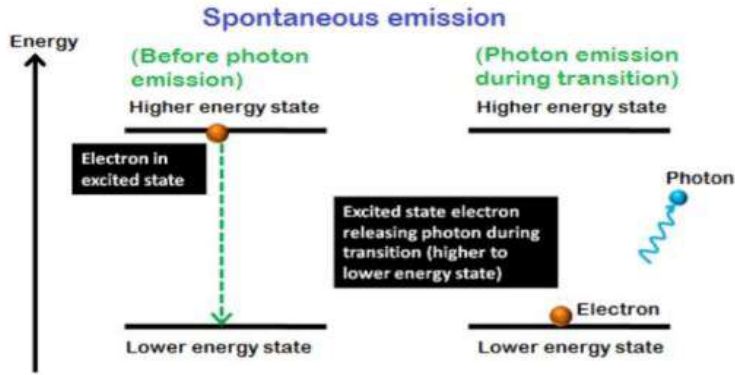 Spontaneous emission
Energy
(Before photon
emission)
Higher energy state
Electron in
excited state
Lower energy state
(Photon emission
during transition)
Higher energy state
Photon
Excited state electron
releasing photon during
transition (higher to
lower energy state)
Electron
Lower energy state